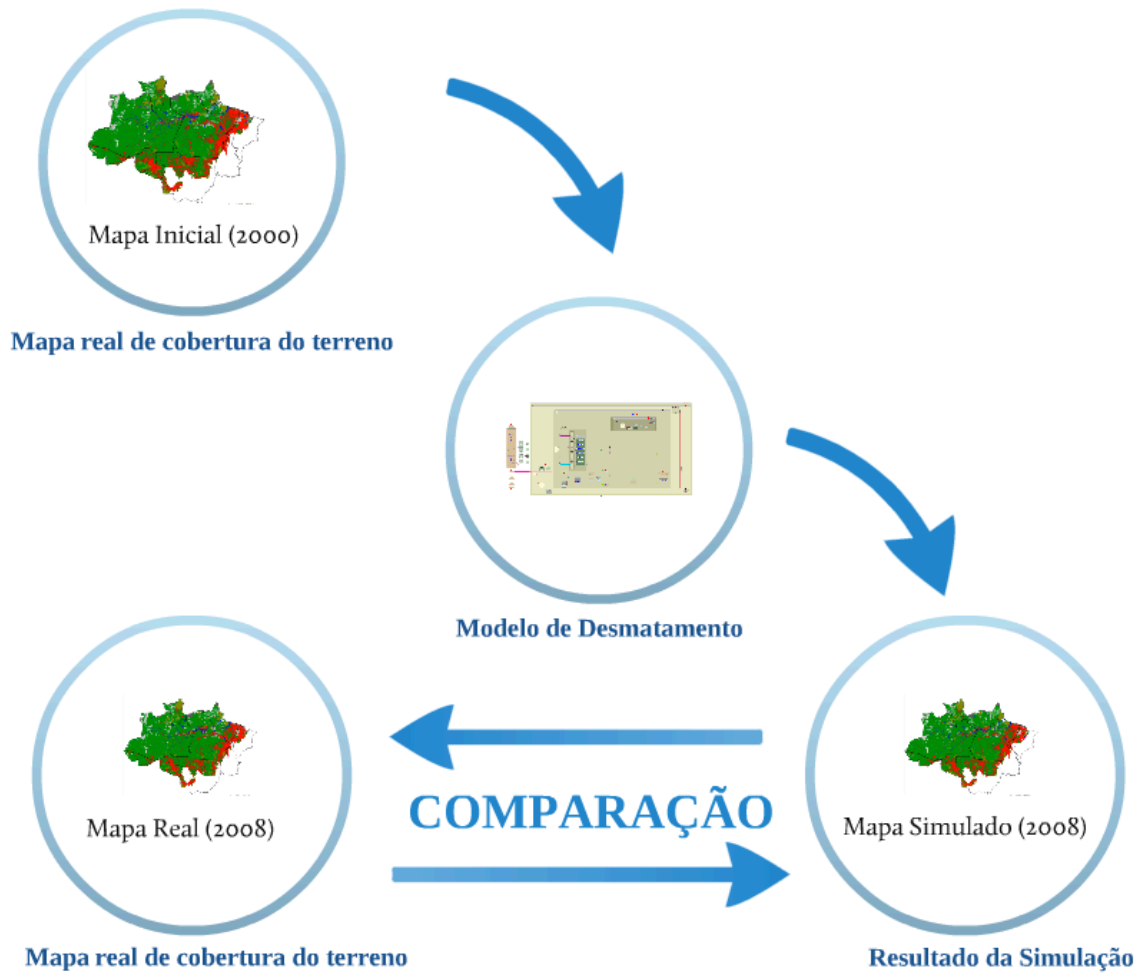 Mapa Inicial (2000)
Mapa real de cobertura do terreno
Modelo de Desmatamento
COMPARAÇÃO
Mapa Real (2008)
Mapa Simulado (2008)
Mapa real de cobertura do terreno
Resultado da Simulação